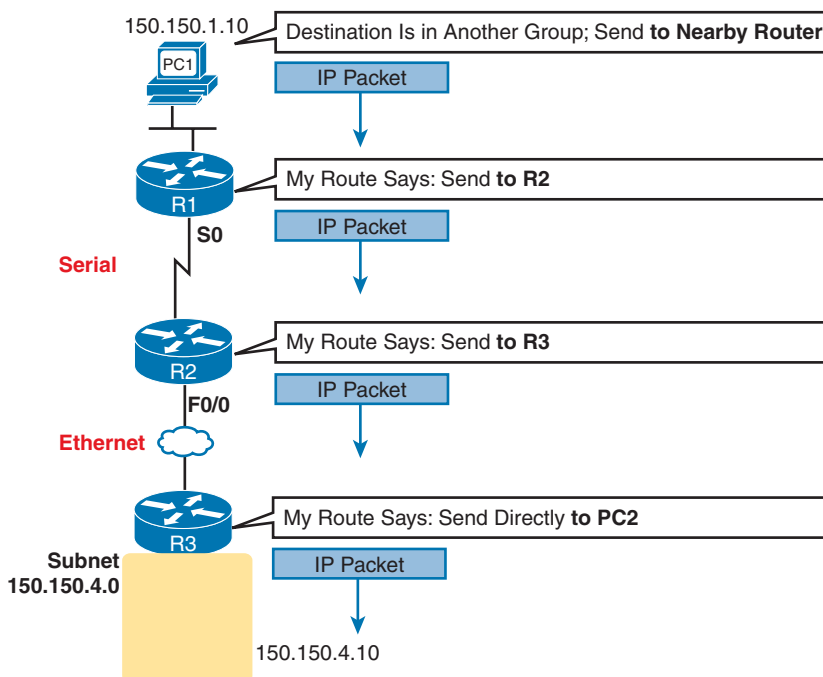 150.150.1.10
Destination Is in Another Group; Send to Nearby Router
PC1
IP Packet
My Route Says: Send to R2
R1
S0
IP Packet
Serial
My Route Says: Send to R3
R2
F0/0
IP Packet
Ethernet
My Route Says: Send Directly to PC2
R3
Subnet
150.150.4.0
IP Packet
150.150.4.10